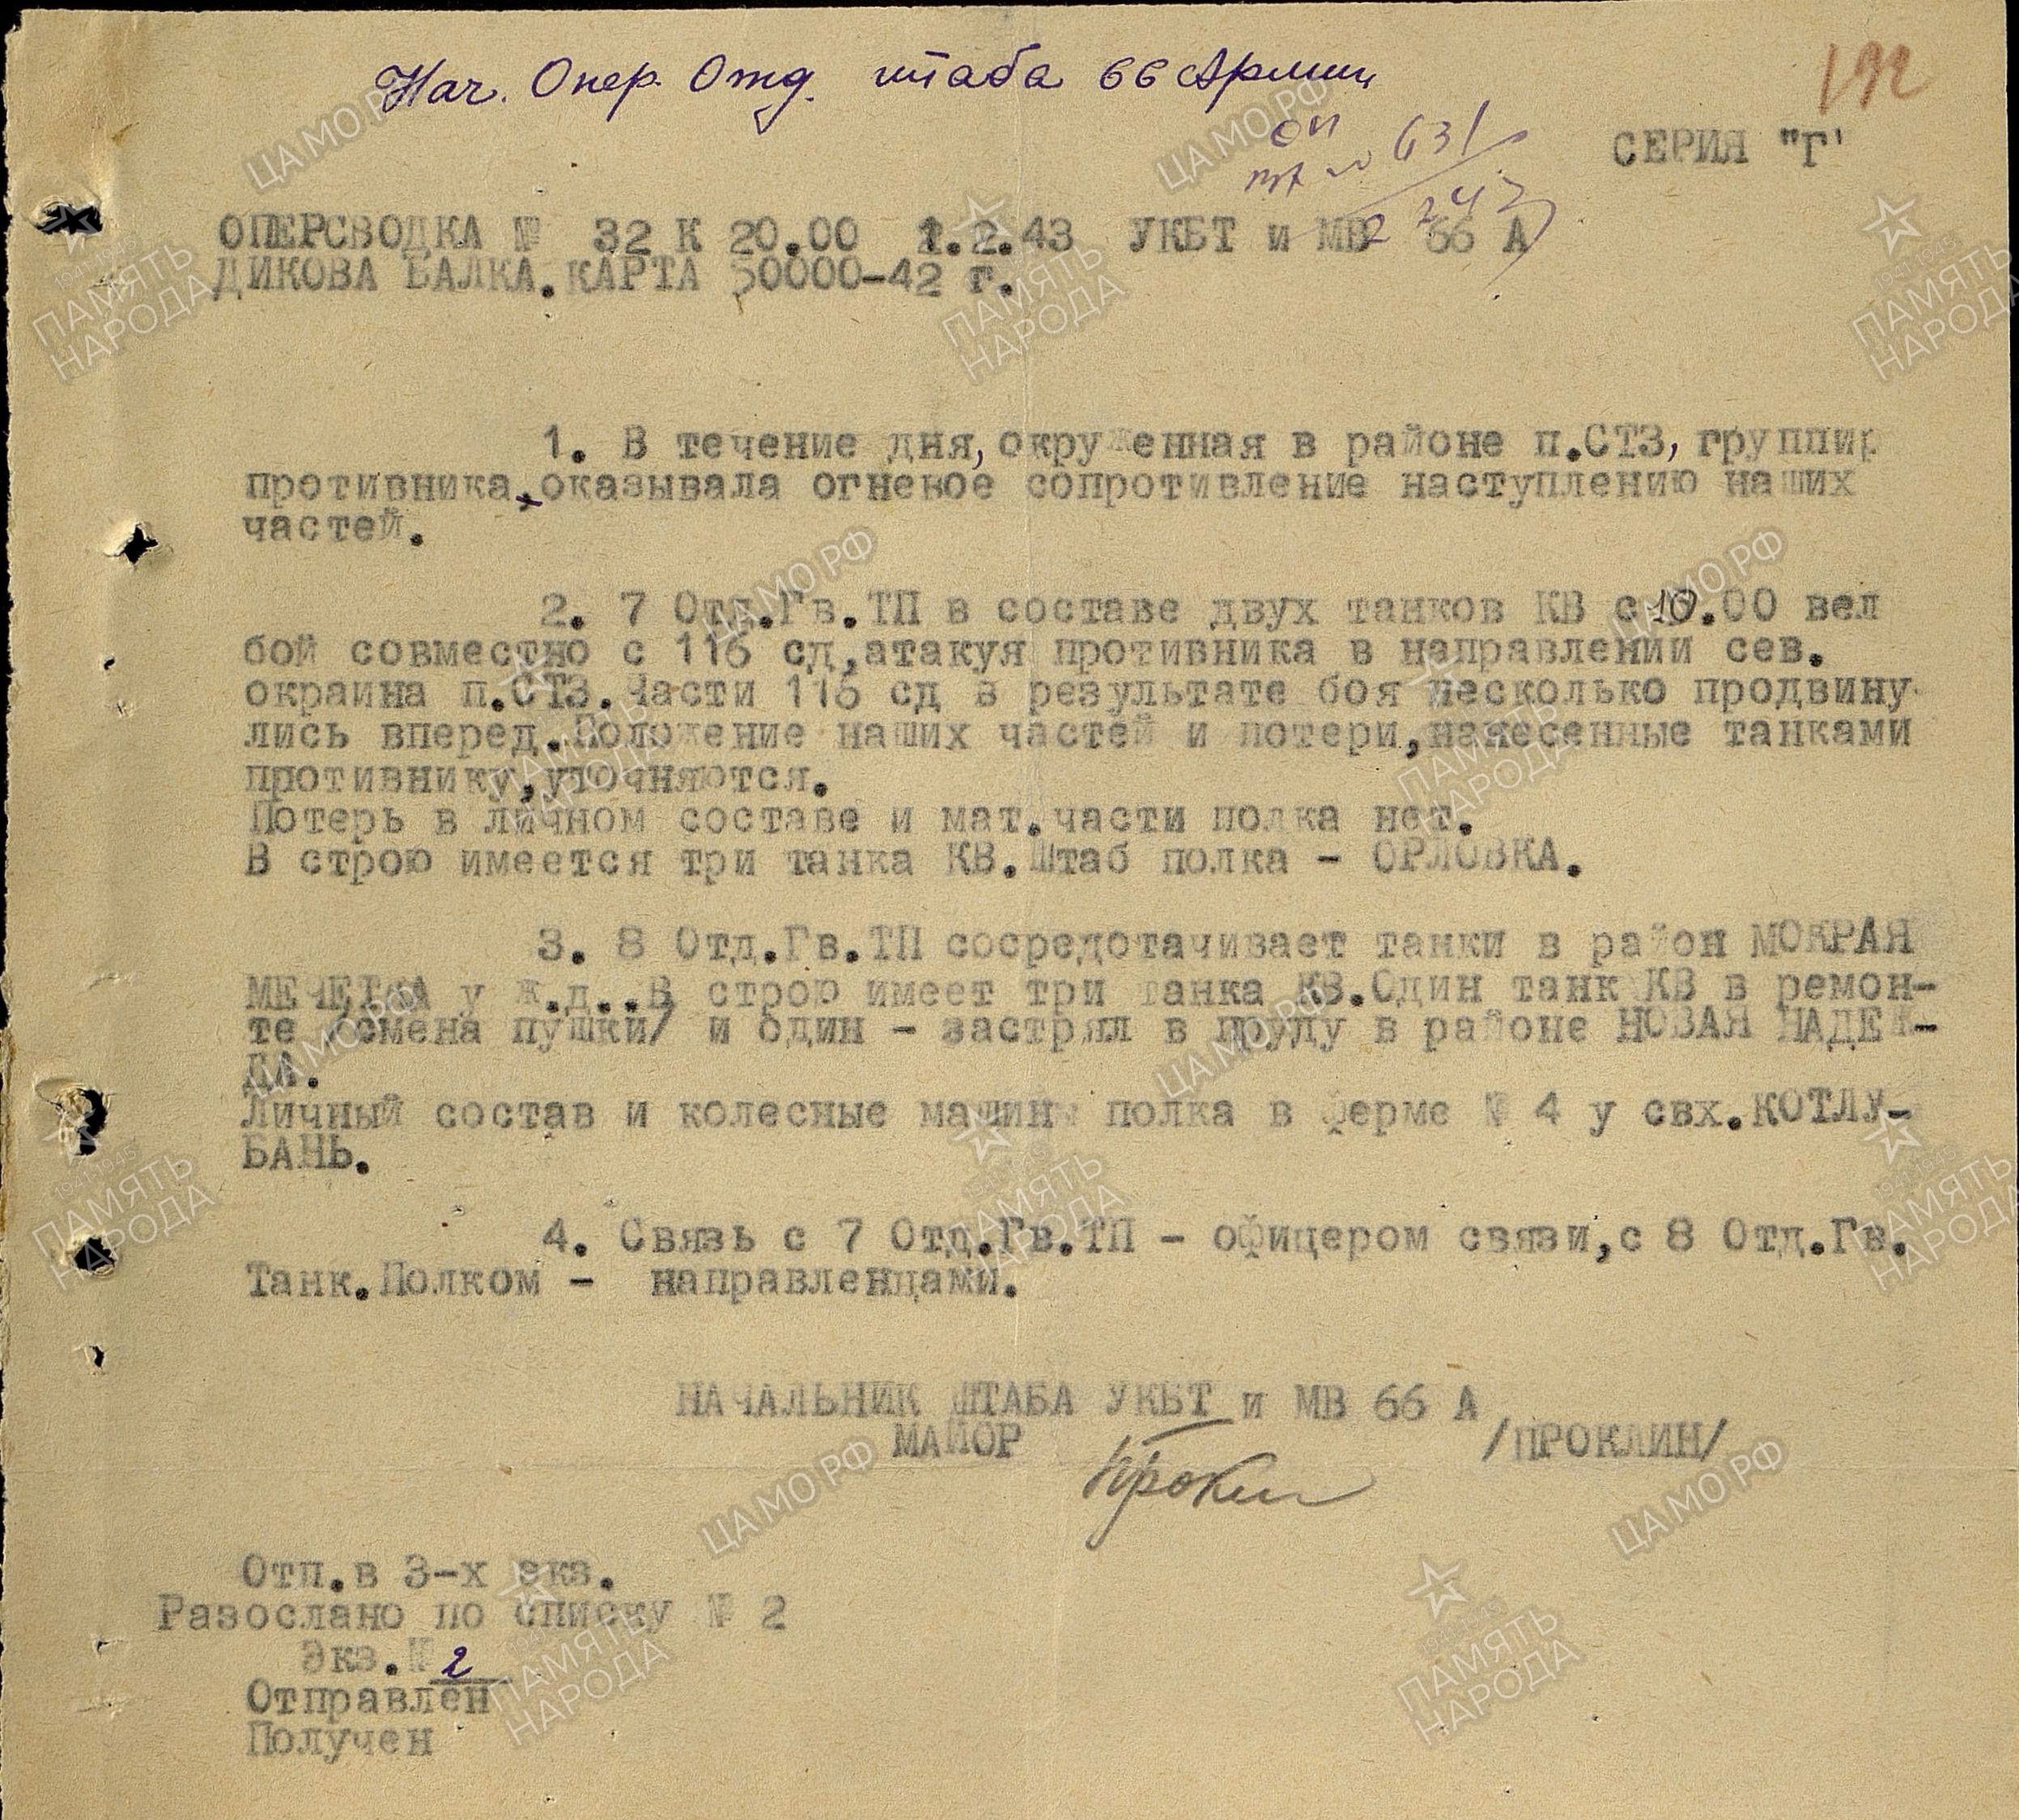 Нач. Опер. Отд. штаба 66 Армии
192
631
СЕРИЯ "Г"
ОПЕРСВОДКА № 32 К 20.00 1.2.43 УКБТ и МВ 66 А
ДИКОВА БАЛКА.КАРТА 50000-42 г.
1. В течение дня, окруженная в районе п.СТЗ, группир
противника,оказывала огневое сопротивление наступлению наших
частей.
2. 7 Отд.Гв.ТП в составе двух танков КВ с 10.00 вел
бой совместно с 116 сд,атакуя противника в направлении сев.
окраина п.СТЗ.Части 116 сд в результате боя несколько продвину
лись вперед.Положение наших частей и потери,нанесенные танками
противнику,уточняются.
Потерь в личном составе и мат.части полка нет.
В строю имеется три танка КВ.Штаб полка - ОРЛОВКА.
3. 8 Отд.Гв.ТП сосредотачивает танки в район МОКРАЯ
МЕЧЕТКА у ж.д..В строю имеет три танка КВ.Один танк КВ в ремон-
те /смена пушки/ и один - застрял в пруду в районе НОВАЯ НАДЕЖ-
ДА.
Личный состав и колесные машины полка в ферме № 4 у свх.КОТЛУ-
БАНЬ.
4. Связь с 7 Отд.Гв.ТП - офицером связи,с 8 Отд.Гв.
Танк.Полком - направленцами.
НАЧАЛЬНИК ШТАБА УКБТ и МВ 66 А
МАЙОР /ПРОКЛИН/
Отп.в 3-х экз.
Разослано по списку № 2
Экз.№ 2
Отправлен
Получен
ЦАМО РФ
1941-1945
ПАМЯТЬ
НАРОДА